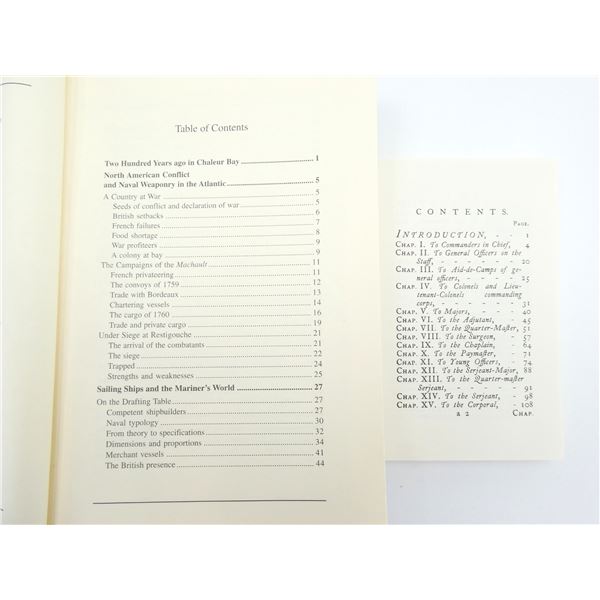 Table of Contents
Two Hundred Years ago in Chaleur Bay 1
North American Conflict
and Naval Weaponry in the Atlantic 5
A Country at War 5
Seeds of conflict and declaration of war 5
British setbacks 6
French failures 7
Food shortage 8
War profiteers 8
A colony at bay 9
The Campaigns of the Machault 11
French privateering 11
The convoys of 1759 12
Trade with Bordeaux 13
Chartering vessels 14
The cargo of 1760 16
Trade and private cargo 19
Under Siege at Restigouche 21
The arrival of the combatants 21
The siege 22
Trapped 24
Strengths and weaknesses 25
Sailing Ships and the Mariner's World 27
On the Drafting Table 27
Competent shipbuilders 27
Naval typology 30
From theory to specifications 32
Dimensions and proportions 34
Merchant vessels 41
The British presence 44
CONTENTS.
PAGE.
INTRODUCTION, - - 1
CHAP. I. To Commanders in Chief, 4
CHAP. II. To General Officers on the
Staff, - - - - - - 20
CHAP. III. To Aid-de-Camps of ge-
neral officers, - - - - 25
CHAP. IV. To Colonels and Lieu-
tenant-Colonels commanding
corps, - - - - - - 31
CHAP. V. To Majors, - - - 40
CHAP. VI. To the Adjutant, - 45
CHAP. VII. To the Quarter-Maſter, 51
CHAP. VIII. To the Surgeon, - 57
CHAP. IX. To the Chaplain, - 64
CHAP. X. To the Paymaſter, - 71
CHAP. XI. To Young Officers, - 74
CHAP. XII. To the Serjeant-Major, 88
CHAP. XIII. To the Quarter-maſter
Serjeant, - - - - - 91
CHAP. XIV. To the Serjeant, - 98
CHAP. XV. To the Corporal, - 108
a 2 CHAP.